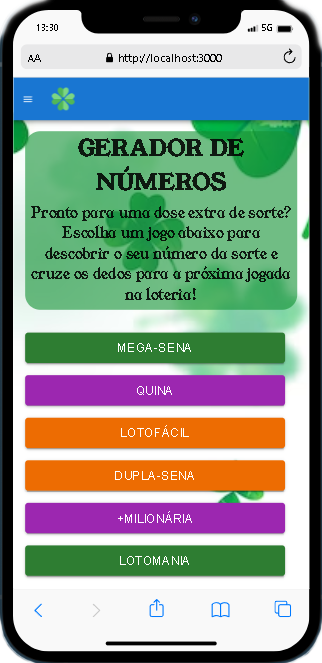 13:30
5G
AA
http://localhost:3000
GERADOR DE
NÚMEROS
Pronto para uma dose extra de sorte?
Escolha um jogo abaixo para
descobrir o seu número da sorte e
cruze os dedos para a próxima jogada
na loteria!
MEGA-SENA
QUINA
LOTOFÁCIL
DUPLA-SENA
+MILIONÁRIA
LOTOMANIA